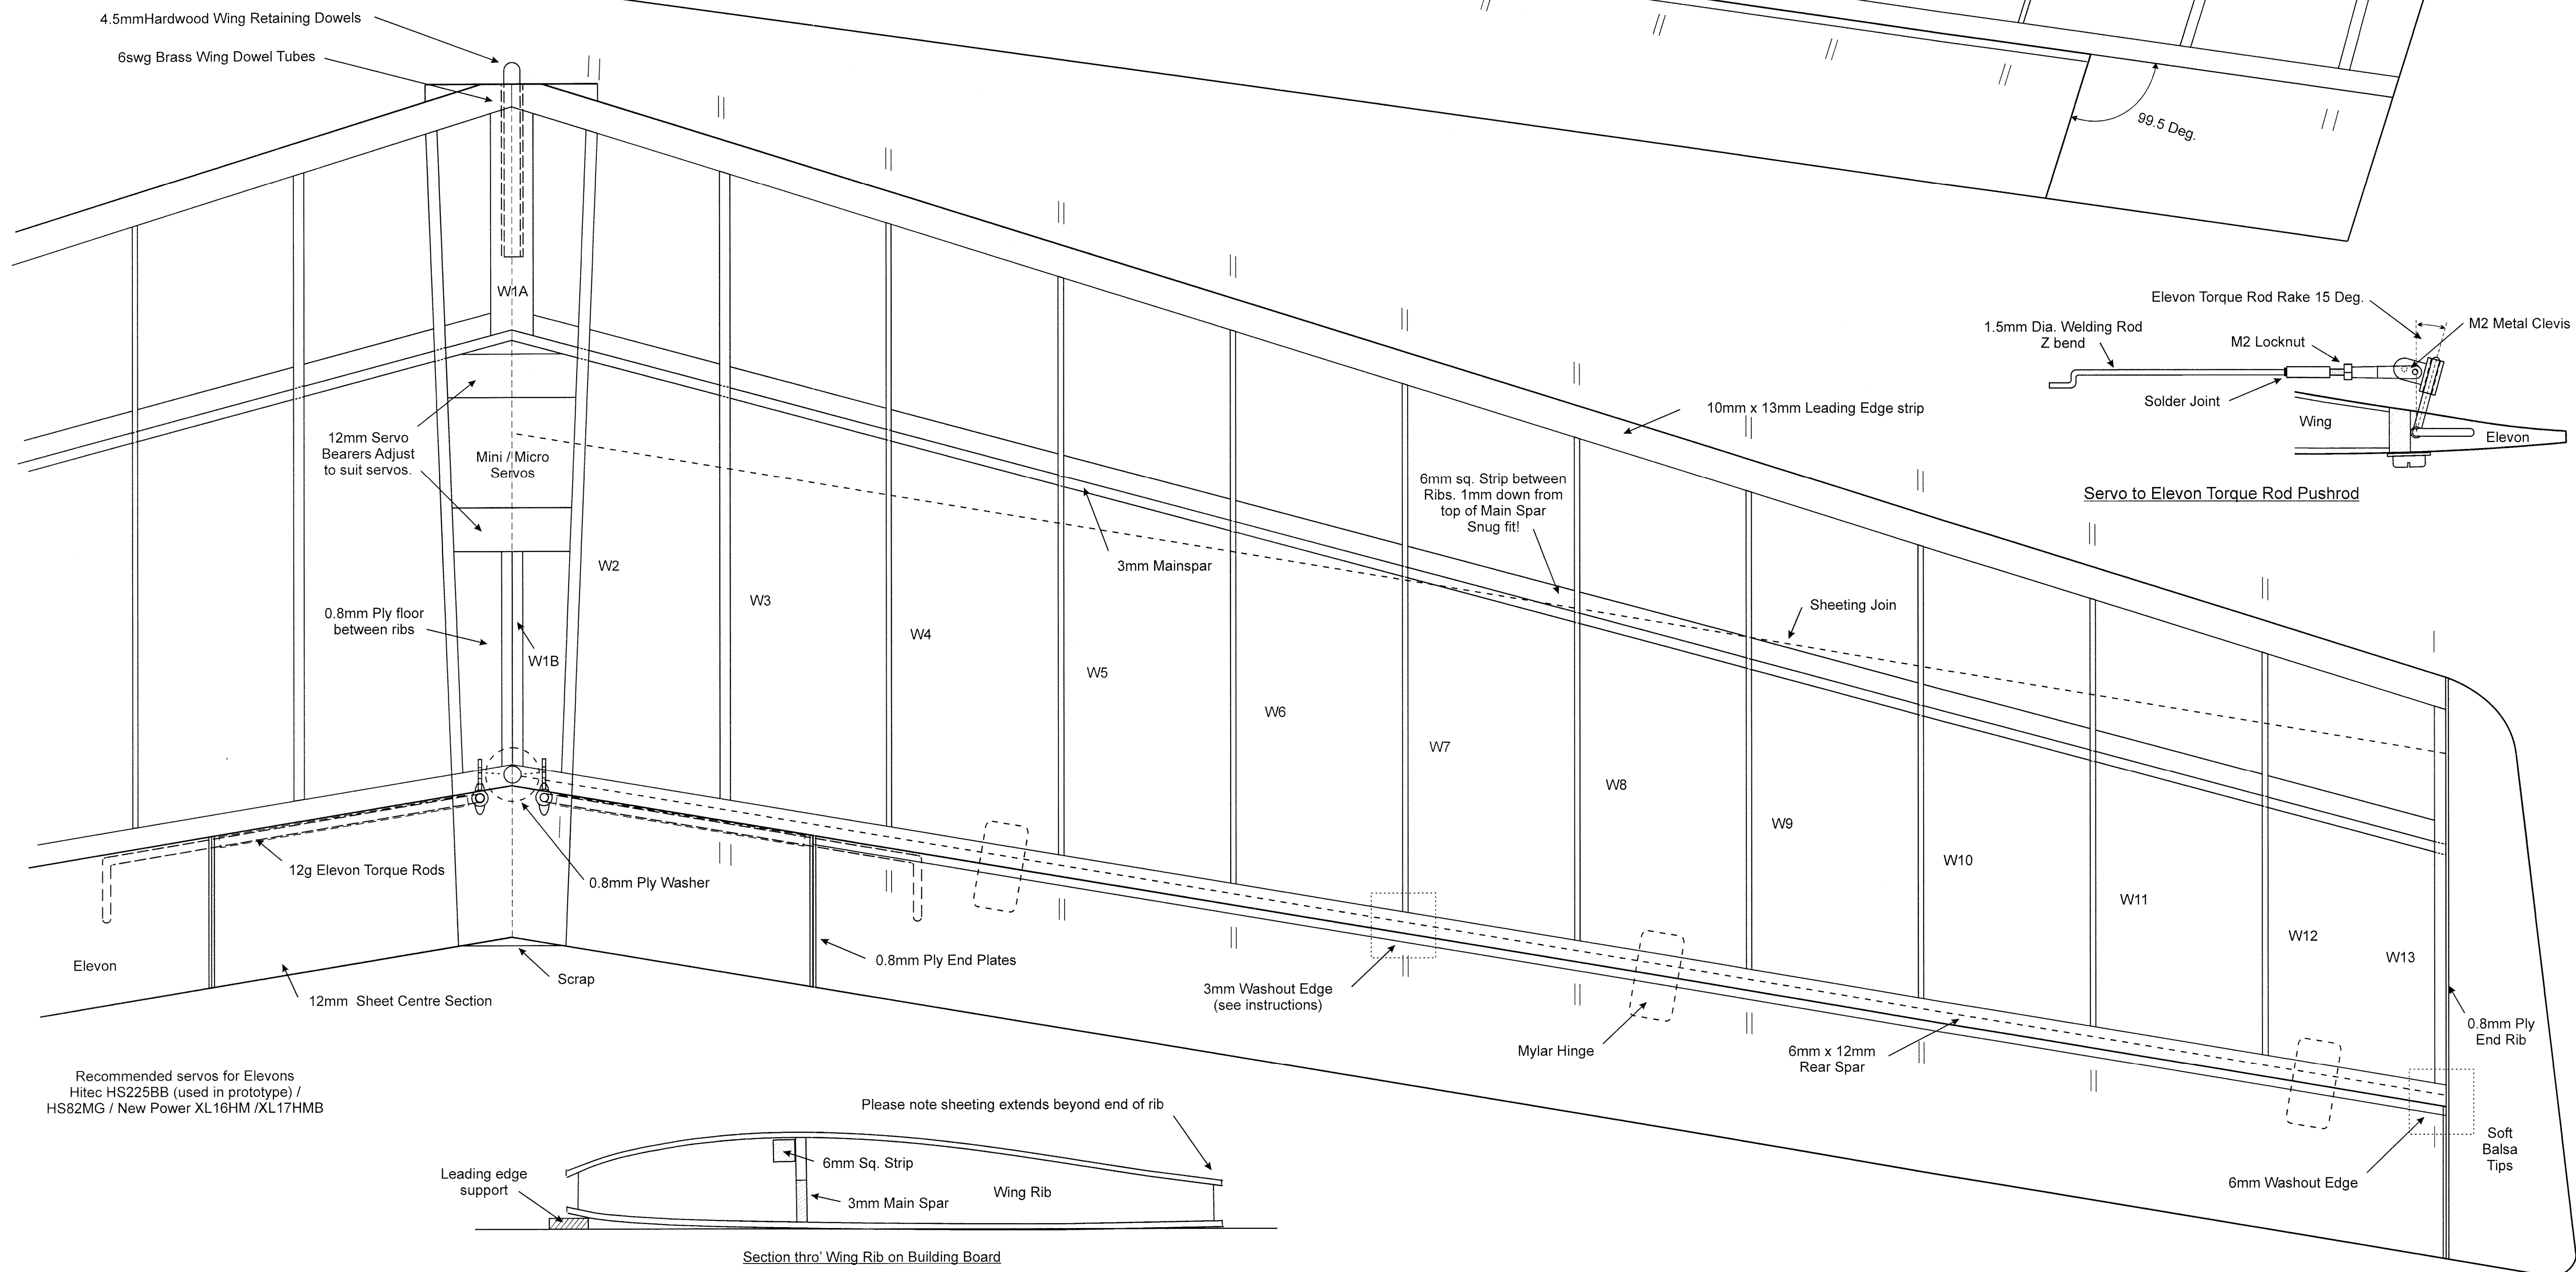 4.5mmHardwood Wing Retaining Dowels
6swg Brass Wing Dowel Tubes
99.5 Deg.
W1A
Elevon Torque Rod Rake 15 Deg.
M2 Metal Clevis
1.5mm Dia. Welding Rod
Z bend
M2 Locknut
Solder Joint
Wing
Elevon
Servo to Elevon Torque Rod Pushrod
10mm x 13mm Leading Edge strip
12mm Servo
Bearers Adjust
to suit servos.
Mini / Micro
Servos
6mm sq. Strip between
Ribs. 1mm down from
top of Main Spar
Snug fit!
3mm Mainspar
Sheeting Join
0.8mm Ply floor
between ribs
W1B
W2
W3
W4
W5
W6
W7
W8
W9
W10
W11
W12
W13
12g Elevon Torque Rods
0.8mm Ply Washer
Elevon
12mm  Sheet Centre Section
Scrap
0.8mm Ply End Plates
3mm Washout Edge
(see instructions)
Mylar Hinge
6mm x 12mm
Rear Spar
0.8mm Ply
End Rib
Soft
Balsa
Tips
6mm Washout Edge
Recommended servos for Elevons
Hitec HS225BB (used in prototype) /
HS82MG / New Power XL16HM /XL17HMB
Please note sheeting extends beyond end of rib
Leading edge
support
6mm Sq. Strip
3mm Main Spar
Wing Rib
Section thro' Wing Rib on Building Board